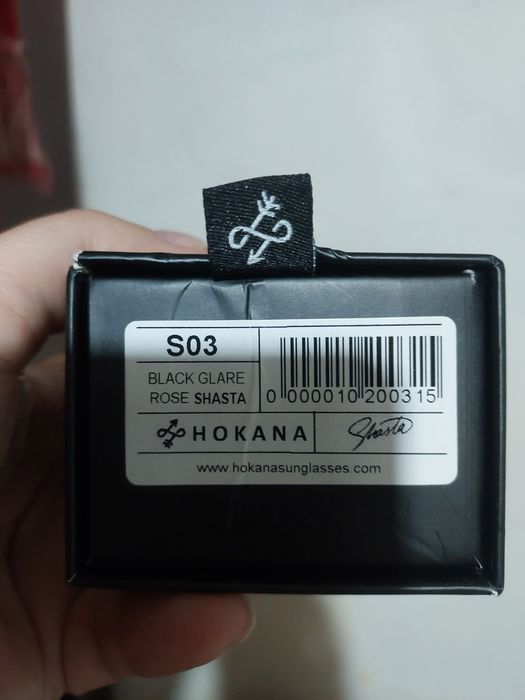 S03
BLACK GLARE
ROSE SHASTA
0 000010 200315
HOKANA
Shasta
www.hokanasunglasses.com